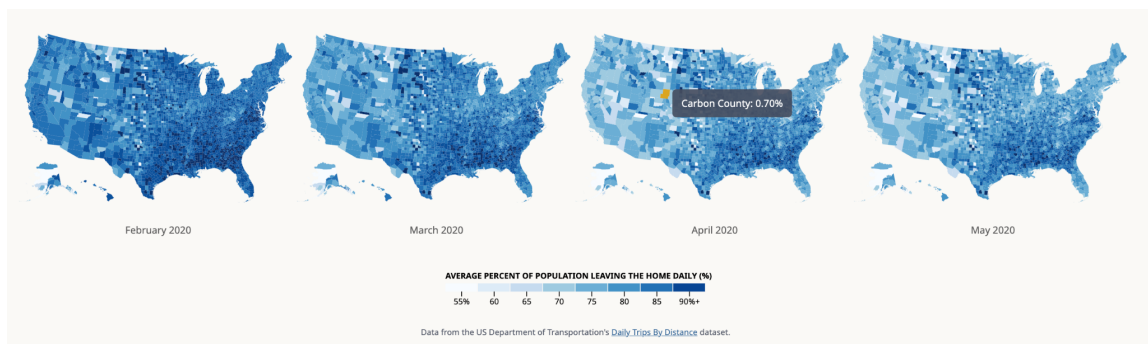 Carbon County: 0.70%
February 2020
March 2020
April 2020
May 2020
AVERAGE PERCENT OF POPULATION LEAVING THE HOME DAILY (%)
55% 60 65 70 75 80 85 90%+
Data from the US Department of Transportation's Daily Trips By Distance dataset.